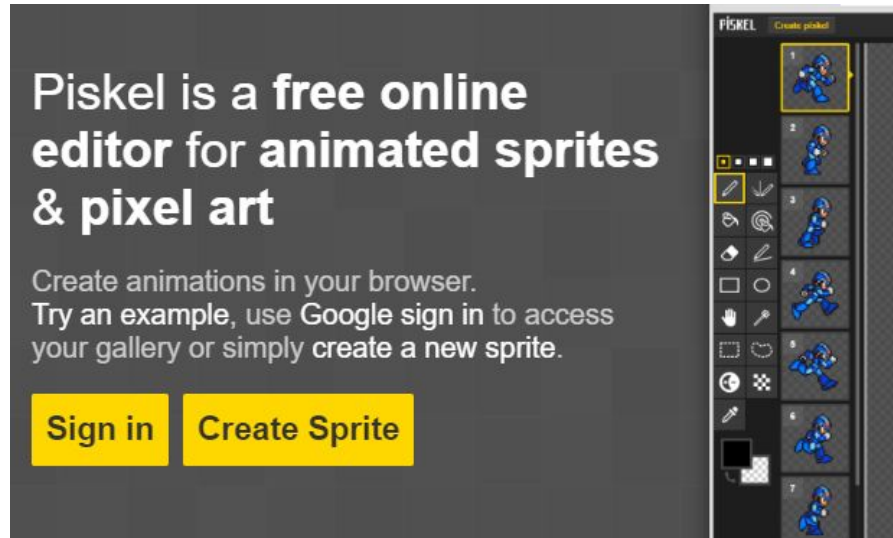 Piskel is a free online
editor for animated sprites
& pixel art
Create animations in your browser.
Try an example, use Google sign in to access
your gallery or simply create a new sprite.
Sign in
Create Sprite
PİSKEL
Create piskel
1
2
3
4
5
6
7